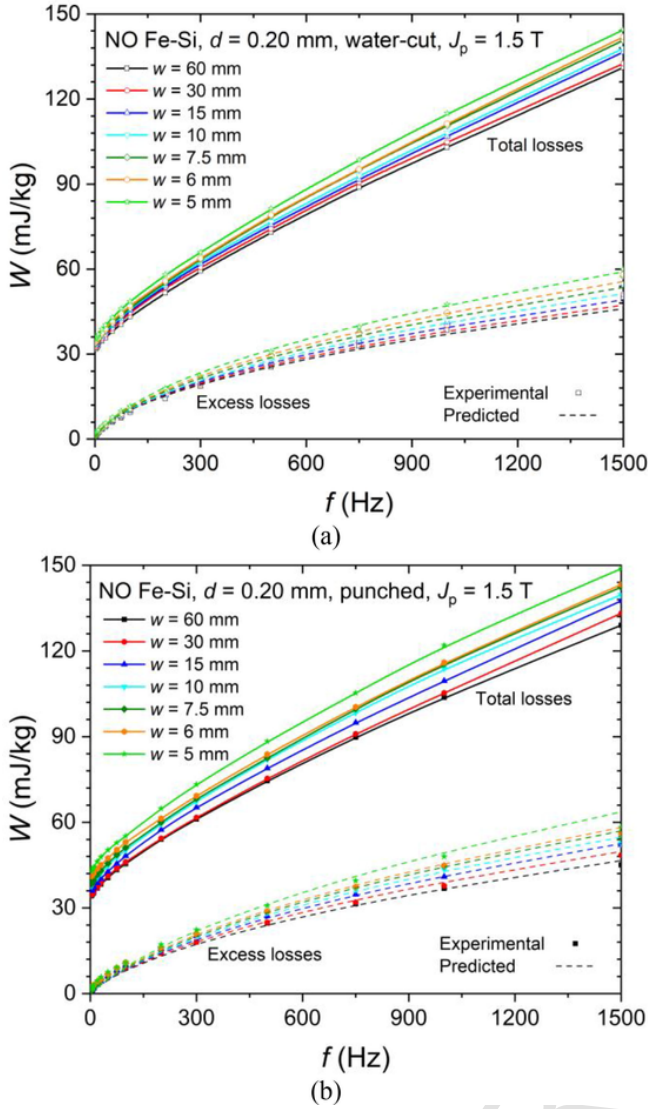 150
NO Fe-Si, d = 0.20 mm, water-cut, Jp = 1.5 T
w = 60 mm
w = 30 mm
w = 15 mm
w = 10 mm
w = 7.5 mm
w = 6 mm
w = 5 mm
120
90
60
30
0
W (mJ/kg)
Total losses
Excess losses
Experimental
Predicted
0 300 600 900 1200 1500
f (Hz)
(a)
150
NO Fe-Si, d = 0.20 mm, punched, Jp = 1.5 T
w = 60 mm
w = 30 mm
w = 15 mm
w = 10 mm
w = 7.5 mm
w = 6 mm
w = 5 mm
120
90
60
30
0
W (mJ/kg)
Total losses
Excess losses
Experimental
Predicted
0 300 600 900 1200 1500
f (Hz)
(b)